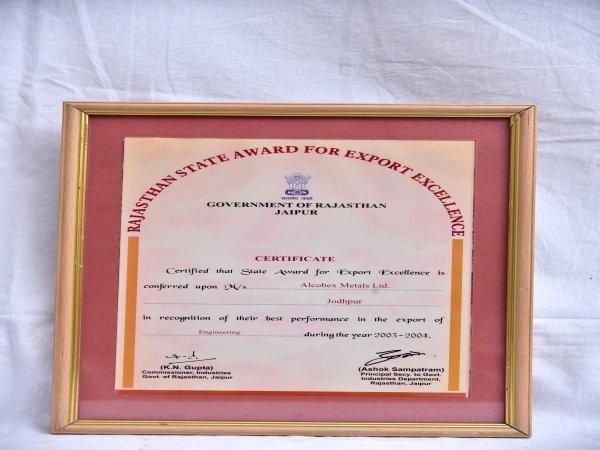 RAJASTHAN STATE AWARD FOR EXPORT EXCELLENCE
सत्यमेव जयते
GOVERNMENT OF RAJASTHAN
JAIPUR
CERTIFICATE
Certified that State Award for Export Excellence is
conferred upon M/s. Alcobex Metals Ltd.
Jodhpur
in recognition of their best performance in the export of
Engineering during the year 2003-2004.
(K.N. Gupta)
Commissioner, Industries
Govt. of Rajasthan, Jaipur
(Ashok Sampatram)
Principal Secy. to Govt.
Industries Department,
Rajasthan, Jaipur